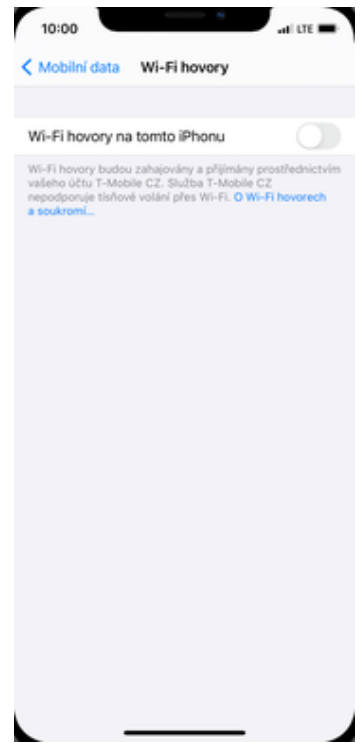 10:00
LTE
Mobilní data Wi-Fi hovory
Wi-Fi hovory na tomto iPhonu
Wi-Fi hovory budou zahajovány a přijímány prostřednictvím
vašeho účtu T-Mobile CZ. Služba T-Mobile CZ
nepodporuje tísňové volání přes Wi-Fi. O Wi-Fi hovorech
a soukromí...